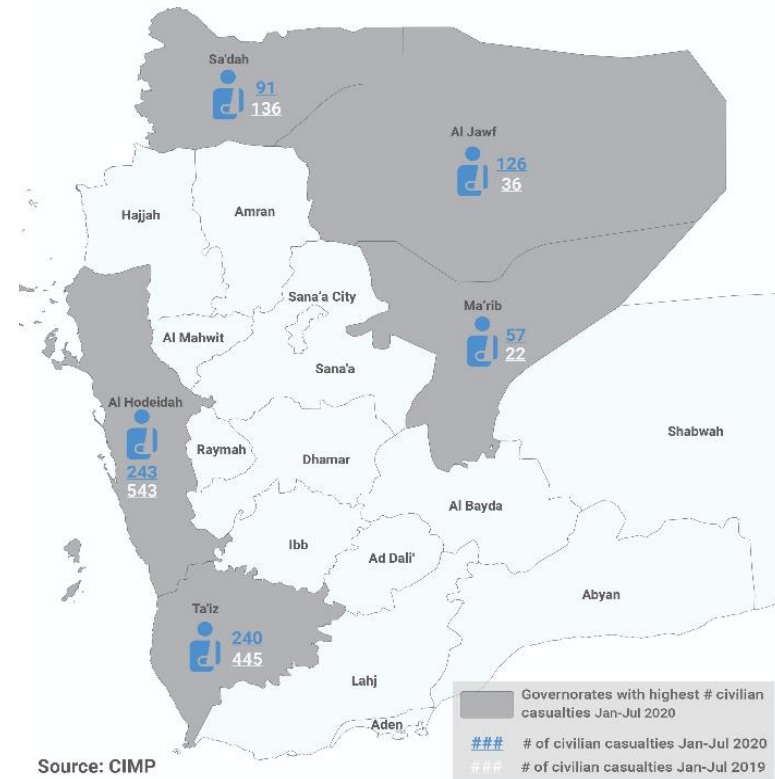 Sa'dah
91
136
Al Jawf
126
36
Hajjah
Amran
Sana'a City
Ma'rib
57
22
Al Mahwit
Sana'a
Al Hodeidah
243
543
Raymah
Dhamar
Shabwah
Al Bayda
Ibb
Ad Dali'
Abyan
Ta'iz
240
445
Lahj
Aden
Governorates with highest # civilian
casualties Jan-Jul 2020
### # of civilian casualties Jan-Jul 2020
### # of civilian casualties Jan-Jul 2019
Source: CIMP